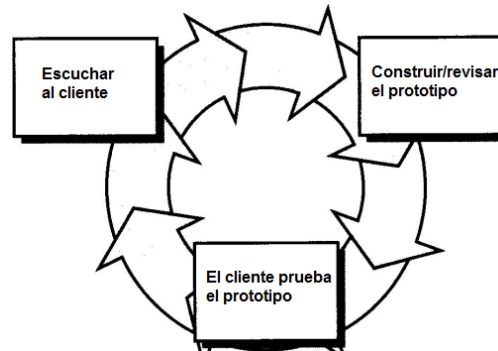 Escuchar
al cliente
Construir/revisar
el prototipo
El cliente prueba
el prototipo